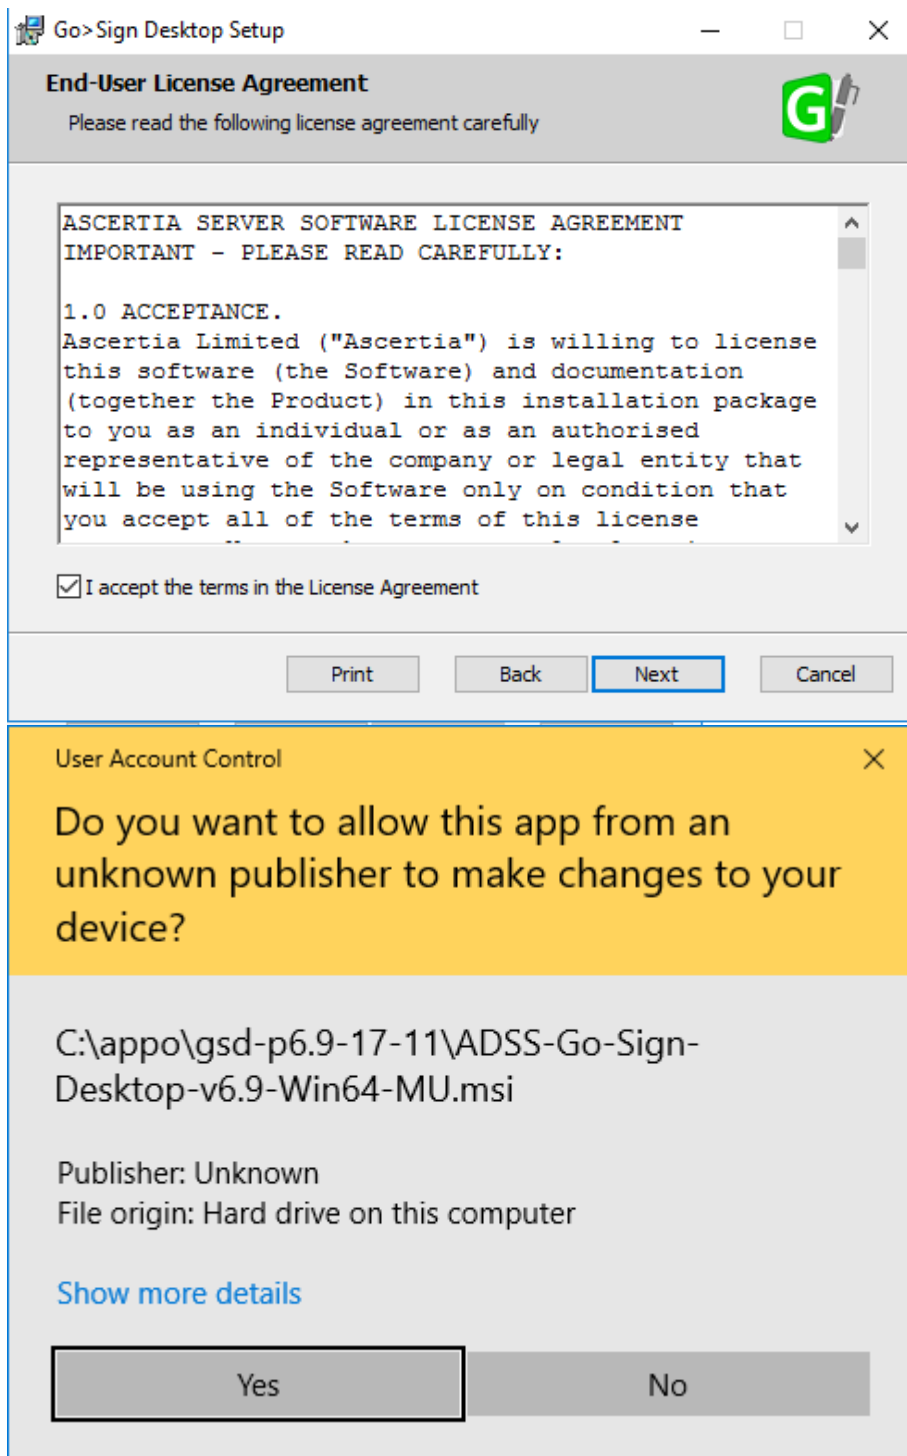 Go>Sign Desktop Setup
End-User License Agreement
Please read the following license agreement carefully
G
ASCERTIA SERVER SOFTWARE LICENSE AGREEMENT
IMPORTANT - PLEASE READ CAREFULLY:
1.0 ACCEPTANCE.
Ascertia Limited ("Ascertia") is willing to license
this software (the Software) and documentation
(together the Product) in this installation package
to you as an individual or as an authorised
representative of the company or legal entity that
will be using the Software only on condition that
you accept all of the terms of this license
I accept the terms in the License Agreement
Print Back Next Cancel
User Account Control
Do you want to allow this app from an
unknown publisher to make changes to your
device?
C:\appo\gsd-p6.9-17-11\ADSS-Go-Sign-
Desktop-v6.9-Win64-MU.msi
Publisher: Unknown
File origin: Hard drive on this computer
Show more details
Yes No